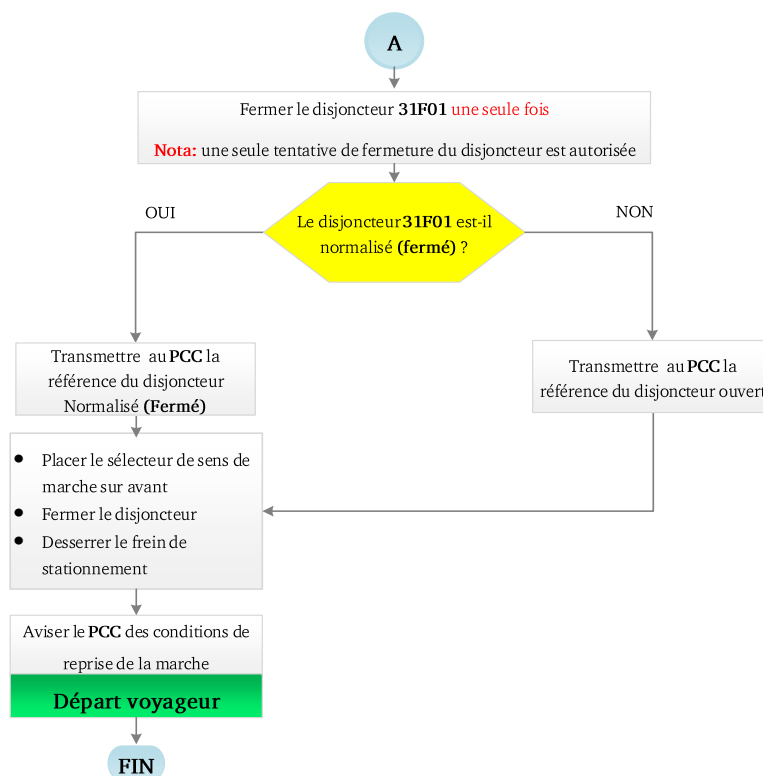 A
Fermer le disjoncteur 31F01 une seule fois
Nota: une seule tentative de fermeture du disjoncteur est autorisée
OUI
NON
Le disjoncteur 31F01 est-il
normalisé (fermé) ?
Transmettre au PCC la
référence du disjoncteur
Normalisé (Fermé)
Transmettre au PCC la
référence du disjoncteur ouvert
• Placer le sélecteur de sens de
marche sur avant
• Fermer le disjoncteur
• Desserrer le frein de
stationnement
Aviser le PCC des conditions de
reprise de la marche
Départ voyageur
FIN